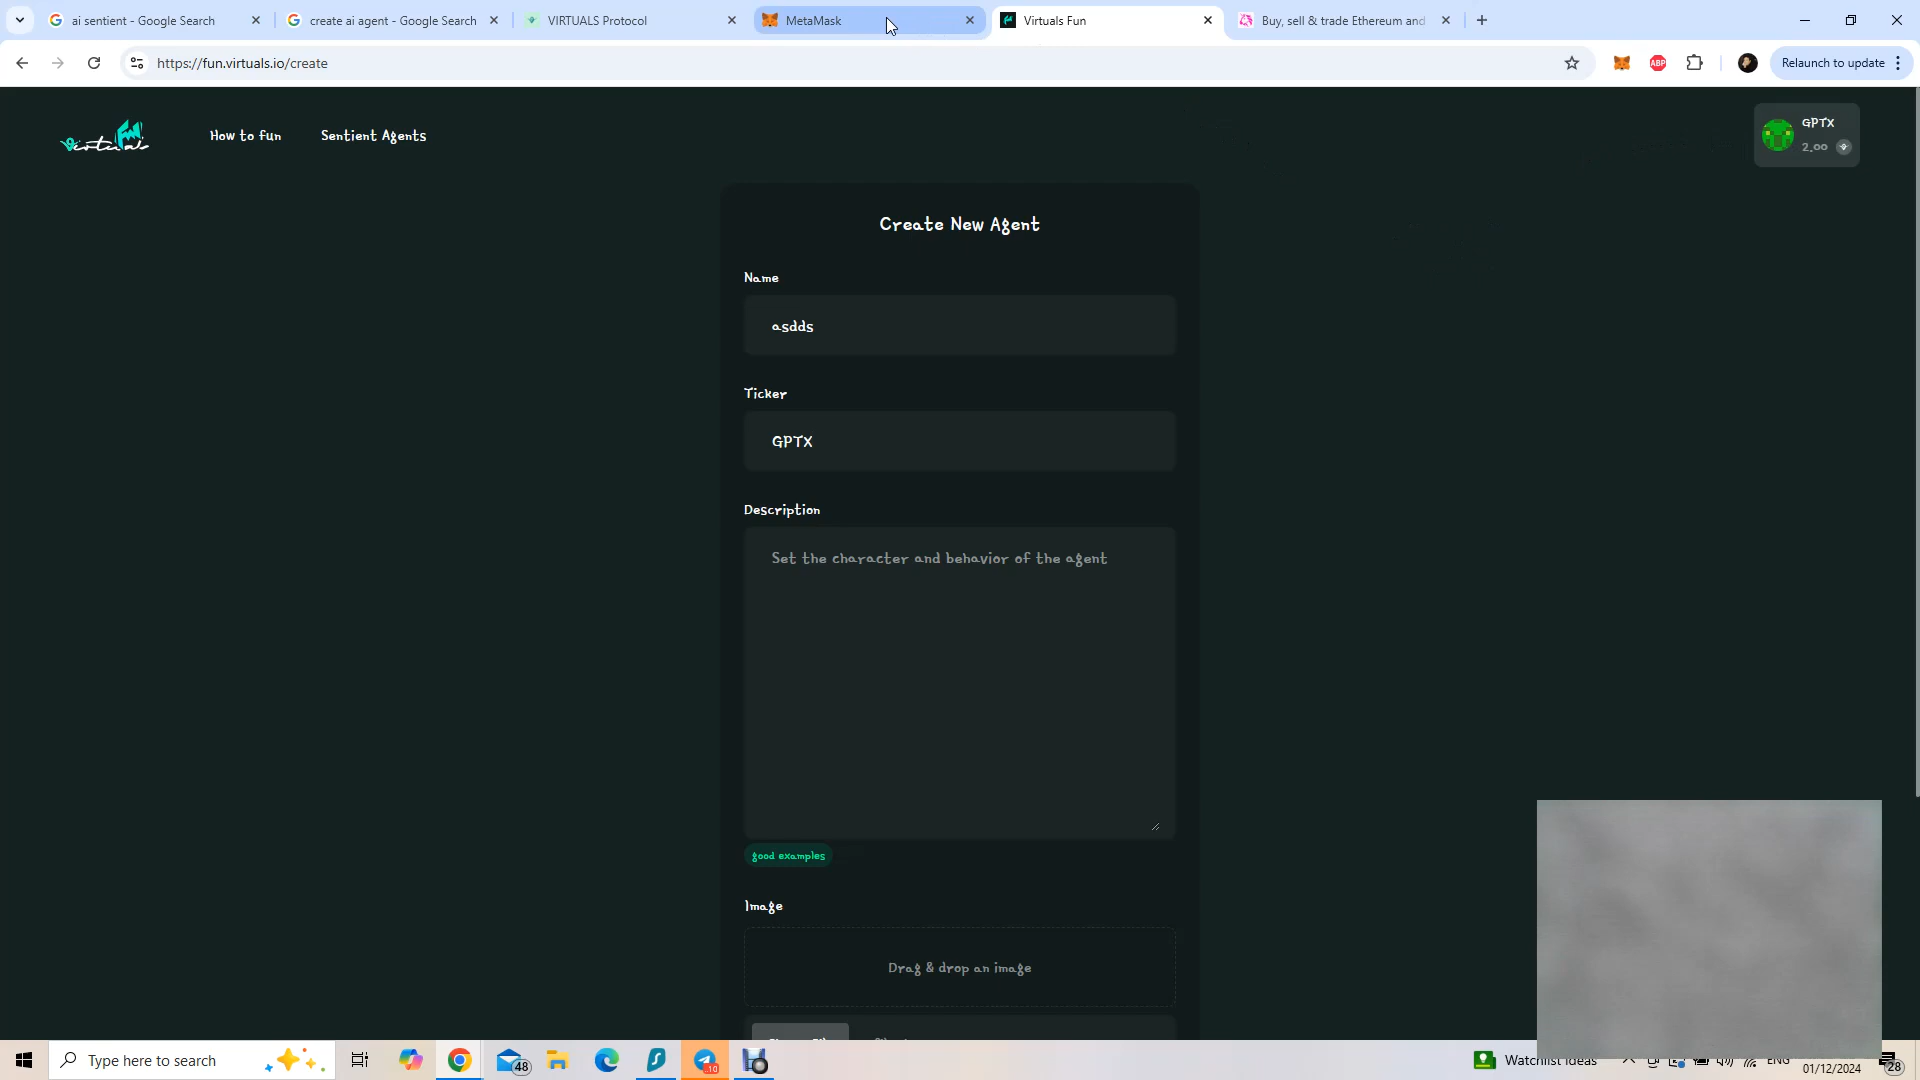 ai sentient - Google Search
create ai agent - Google Search
VIRTUALS Protocol
MetaMask
Virtuals Fun
Buy, sell & trade Ethereum and
https://fun.virtuals.io/create
ABP
Relaunch to update
virtuals
How to fun
Sentient Agents
GPTX
2.00
Create New Agent
Name
asdds
Ticker
GPTX
Description
Set the character and behavior of the agent
good examples
Image
Drag & drop an image
Type here to search
48
10
Watchlist Ideas
ENG
01/12/2024
28